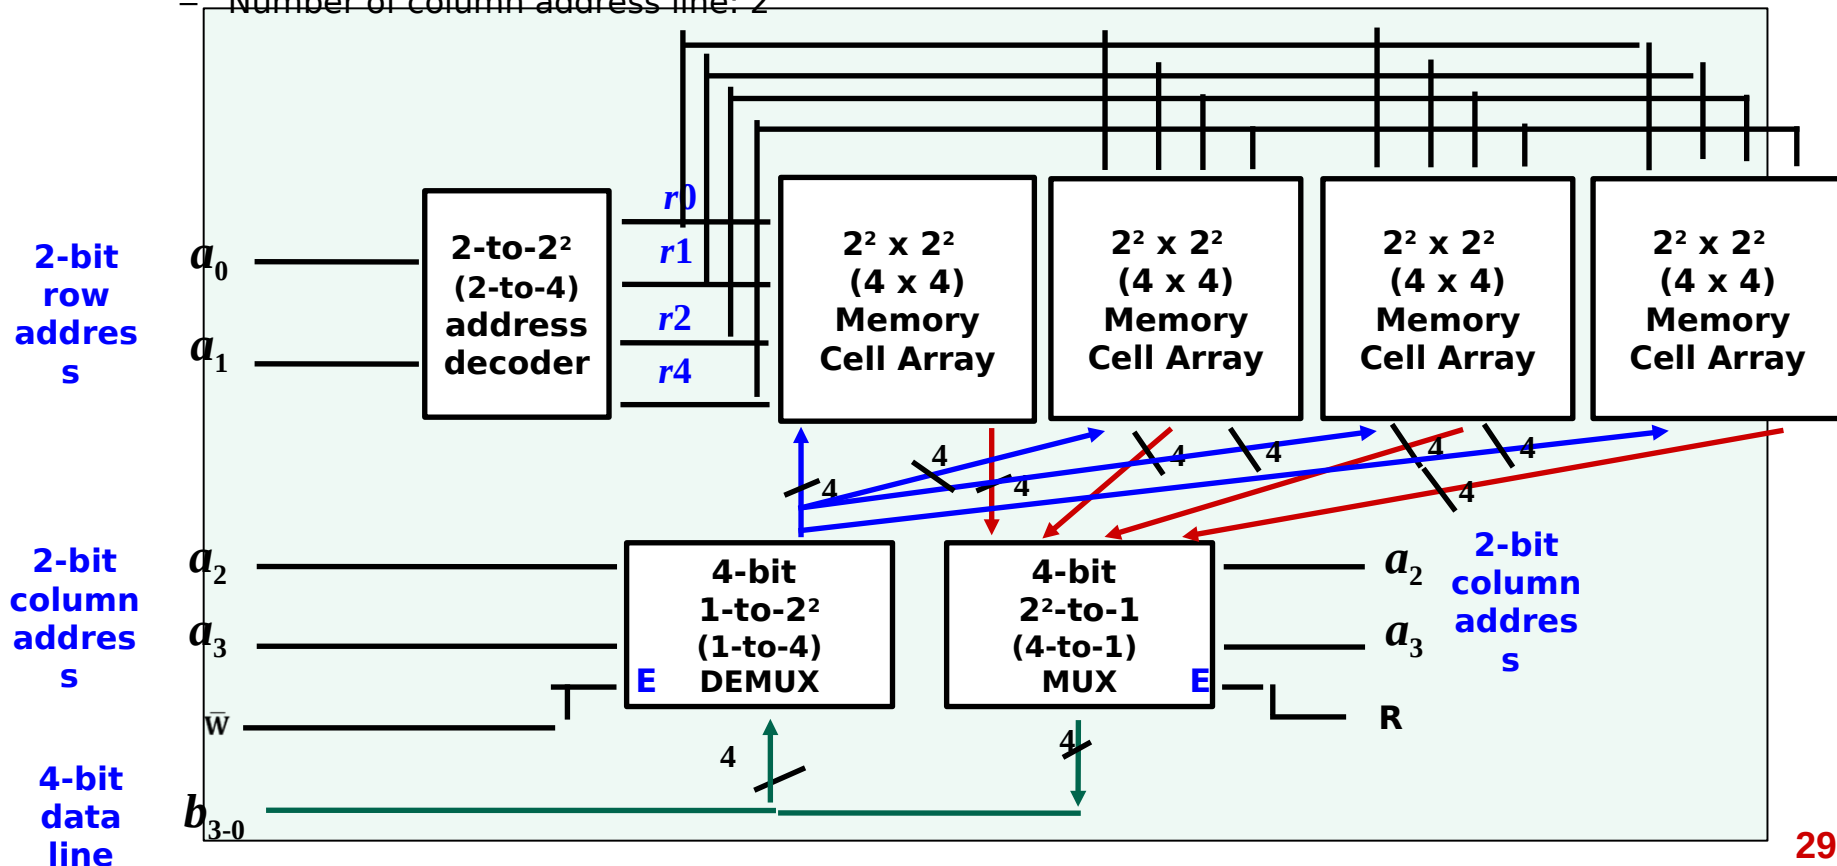 – Number of column address line: 2
r0
r1
r2
r4
2-bit
row
addres
s
a0
a1
2-to-2²
(2-to-4)
address
decoder
2² x 2²
(4 x 4)
Memory
Cell Array
2² x 2²
(4 x 4)
Memory
Cell Array
2² x 2²
(4 x 4)
Memory
Cell Array
2² x 2²
(4 x 4)
Memory
Cell Array
4
4
4
4
4
4
4
4
2-bit
column
addres
s
a2
a3
W̅
4-bit
1-to-2²
(1-to-4)
E DEMUX
4-bit
2²-to-1
(4-to-1)
MUX E
a2
a3
R
2-bit
column
addres
s
4
4
4-bit
data
line
b3-0
29